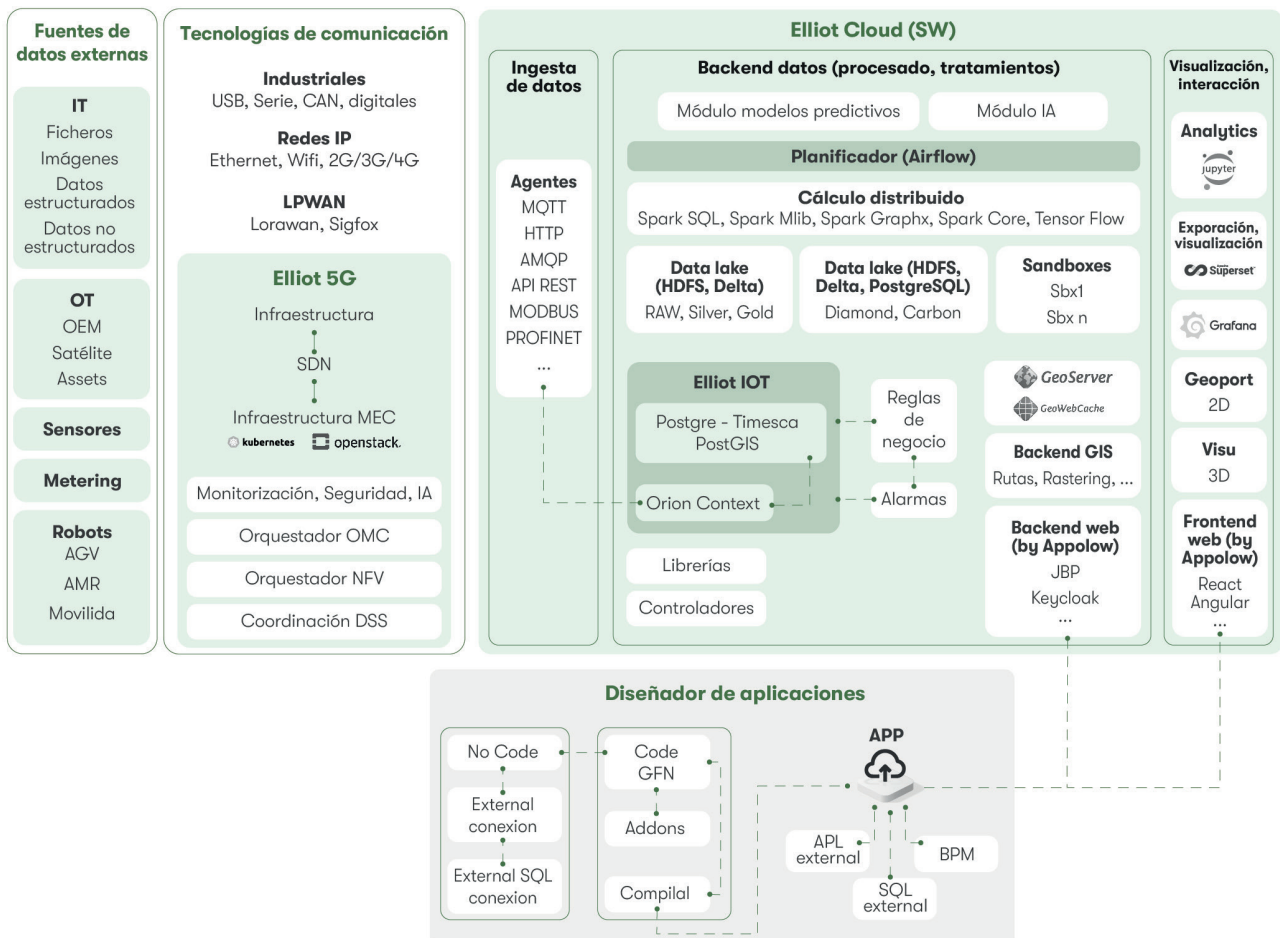 Fuentes de
datos externas
IT
Ficheros
Imágenes
Datos
estructurados
Datos no
estructurados
OT
OEM
Satélite
Assets
Sensores
Metering
Robots
AGV
AMR
Movilida
Tecnologías de comunicación
Industriales
USB, Serie, CAN, digitales
Redes IP
Ethernet, Wifi, 2G/3G/4G
LPWAN
Lorawan, Sigfox
Elliot 5G
Infraestructura
SDN
Infraestructura MEC
kubernetes
openstack.
Monitorización, Seguridad, IA
Orquestador OMC
Orquestador NFV
Coordinación DSS
Elliot Cloud (SW)
Ingesta
de datos
Agentes
MQTT
HTTP
AMQP
API REST
MODBUS
PROFINET
...
Backend datos (procesado, tratamientos)
Módulo modelos predictivos
Módulo IA
Planificador (Airflow)
Cálculo distribuido
Spark SQL, Spark Mlib, Spark Graphx, Spark Core, Tensor Flow
Data lake
(HDFS, Delta)
RAW, Silver, Gold
Data lake (HDFS,
Delta, PostgreSQL)
Diamond, Carbon
Sandboxes
Sbx1
Sbx n
Elliot IOT
Postgre - Timesca
PostGIS
Orion Context
Reglas
de
negocio
Alarmas
Librerías
Controladores
GeoServer
GeoWebCache
Backend GIS
Rutas, Rastering, ...
Backend web
(by Appolow)
JBP
Keycloak
...
Visualización,
interacción
Analytics
jupyter
Exporación,
visualización
Superset
Grafana
Geoport
2D
Visu
3D
Frontend
web (by
Appolow)
React
Angular
...
Diseñador de aplicaciones
No Code
External
conexion
External SQL
conexion
Code
GFN
Addons
Compilal
APP
APL
external
SQL
external
BPM